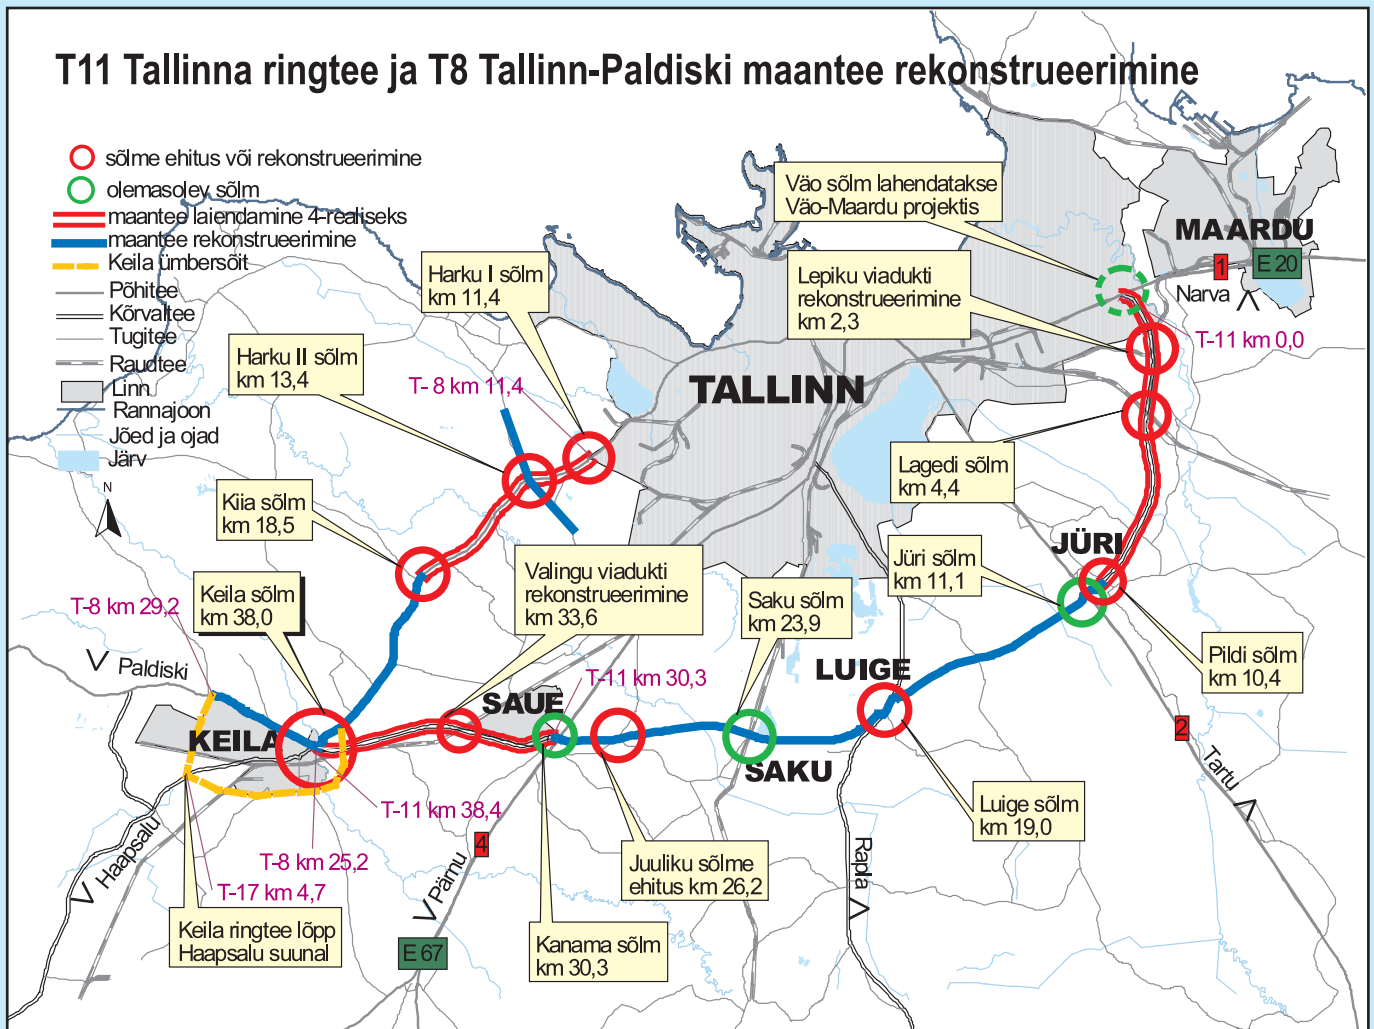 T11 Tallinna ringtee ja T8 Tallinn-Paldiski maantee rekonstrueerimine
sõlme ehitus või rekonstrueerimine
olemasolev sõlm
maantee laiendamine 4-realiseks
maantee rekonstrueerimine
Keila ümbersõit
Põhitee
Kõrvaltee
Tugitee
Raudtee
Linn
Rannajoon
Jõed ja ojad
Järv
N
Väo sõlm lahendatakse
Väo-Maardu projektis
MAARDU
1
E 20
Narva
T-11 km 0,0
Lepiku viadukti
rekonstrueerimine
km 2,3
Harku I sõlm
km 11,4
Harku II sõlm
km 13,4
T- 8 km 11,4
TALLINN
Lagedi sõlm
km 4,4
Kiia sõlm
km 18,5
Valingu viadukti
rekonstrueerimine
km 33,6
Jüri sõlm
km 11,1
JÜRI
Keila sõlm
km 38,0
T-8 km 29,2
Saku sõlm
km 23,9
Pildi sõlm
km 10,4
Paldiski
LUIGE
T-11 km 30,3
SAUE
KEILA
SAKU
2
Tartu
Luige sõlm
km 19,0
T-11 km 38,4
4
Pärnu
Haapsalu
T-8 km 25,2
T-17 km 4,7
Juuliku sõlme
ehitus km 26,2
Rapla
Keila ringtee lõpp
Haapsalu suunal
E 67
Kanama sõlm
km 30,3